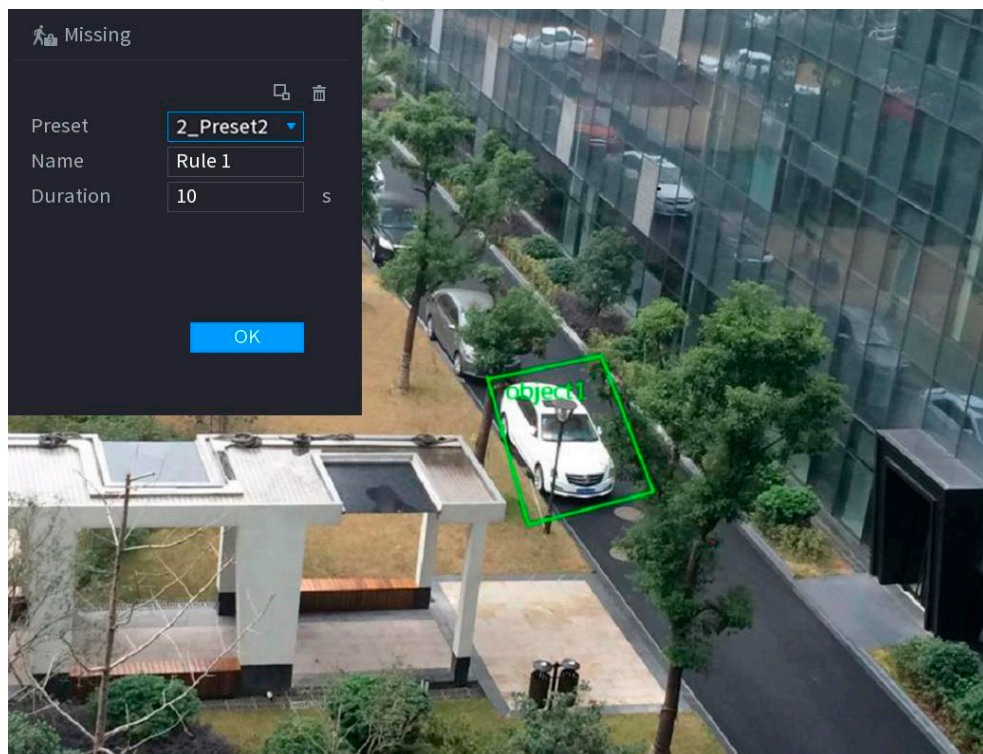 Missing
Preset 2_Preset2
Name Rule 1
Duration 10 s
OK
object1